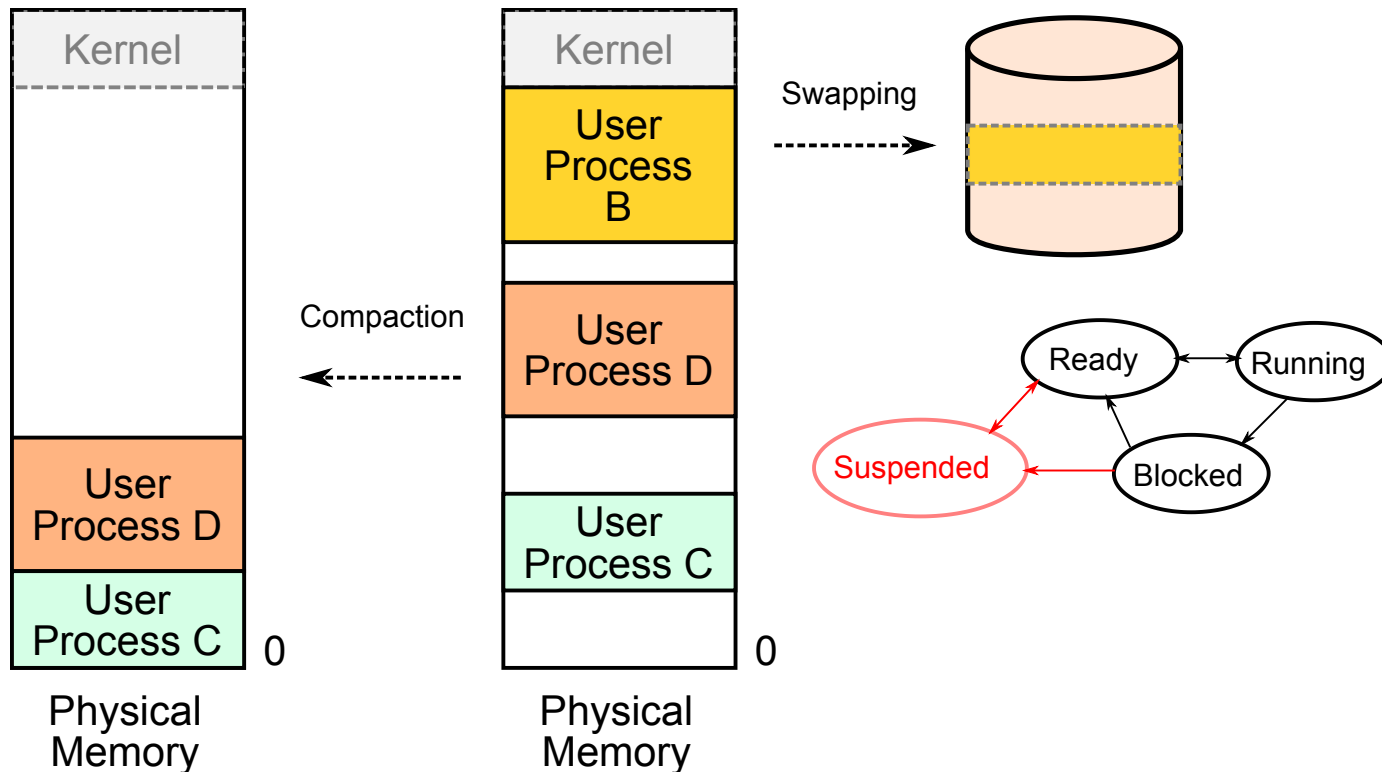 Kernel
User
Process D
User
Process C
0
Physical
Memory
Compaction
Kernel
User
Process
B
User
Process D
User
Process C
0
Physical
Memory
Swapping
Ready
Running
Suspended
Blocked